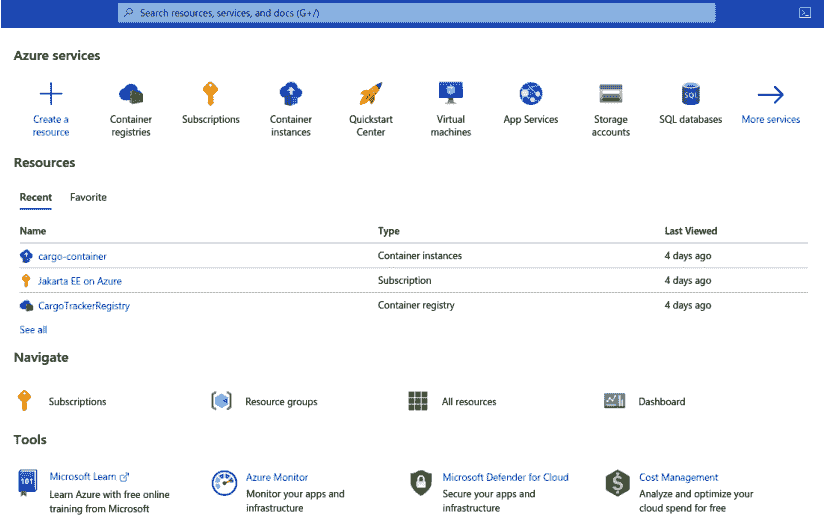 Search resources, services, and docs (G+/)
Azure services
Create a resource
Container registries
Subscriptions
Container instances
Quickstart Center
Virtual machines
App Services
Storage accounts
SQL
SQL databases
More services
Resources
Recent Favorite
Name Type Last Viewed
cargo-container Container instances 4 days ago
Jakarta EE on Azure Subscription 4 days ago
CargoTrackerRegistry Container registry 4 days ago
See all
Navigate
Subscriptions Resource groups All resources Dashboard
Tools
101
Microsoft Learn
Learn Azure with free online
training from Microsoft
Azure Monitor
Monitor your apps and
infrastructure
Microsoft Defender for Cloud
Secure your apps and
infrastructure
Cost Management
Analyze and optimize your
cloud spend for free